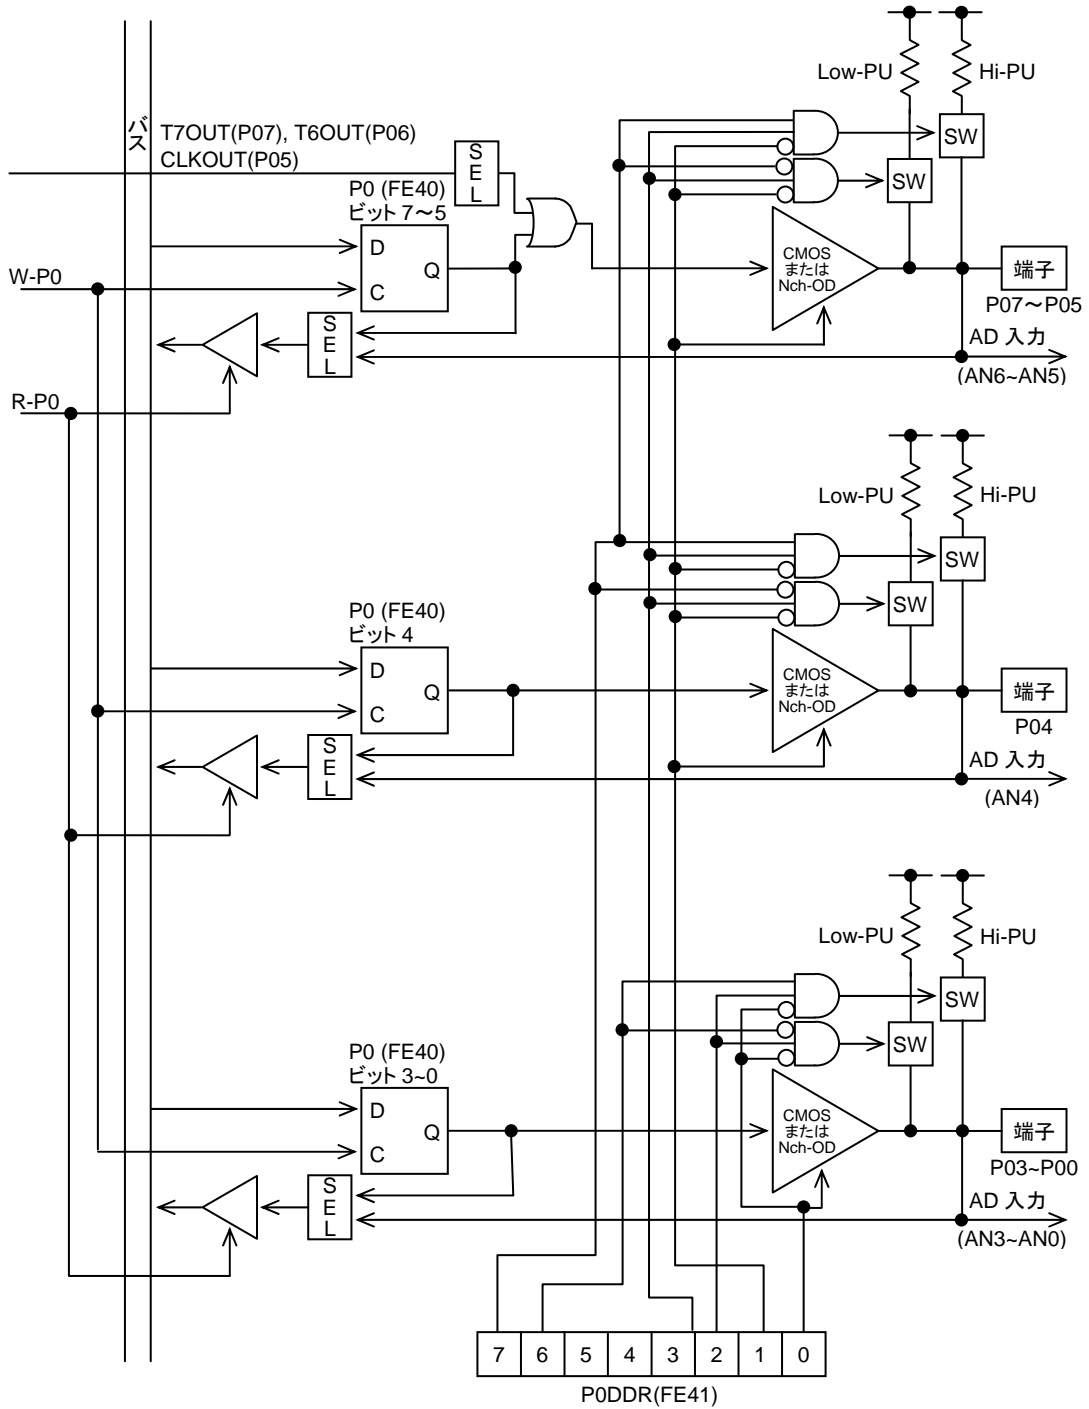 Low-PU
Hi-PU
バス
T7OUT(P07), T6OUT(P06)
CLKOUT(P05)
SEL
SW
SW
P0 (FE40)
ビット 7～5
D
Q
C
CMOS
または
Nch-OD
端子
P07～P05
W-P0
SEL
AD 入力
(AN6~AN5)
R-P0
Low-PU
Hi-PU
SW
SW
P0 (FE40)
ビット 4
D
Q
C
CMOS
または
Nch-OD
端子
P04
SEL
AD 入力
(AN4)
Low-PU
Hi-PU
SW
SW
P0 (FE40)
ビット 3~0
D
Q
C
CMOS
または
Nch-OD
端子
P03~P00
SEL
AD 入力
(AN3~AN0)
7 6 5 4 3 2 1 0
P0DDR(FE41)